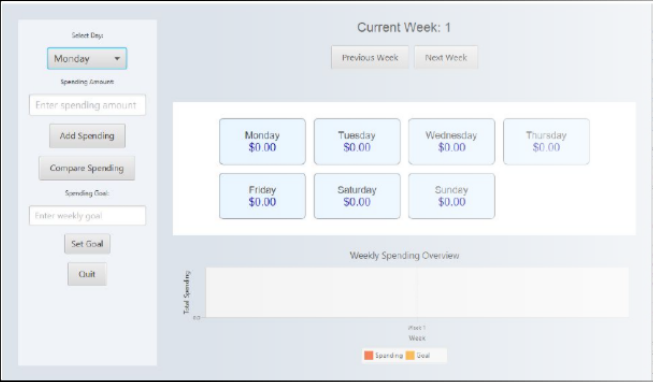 Select Day:
Monday
Spending Amount:
Enter spending amount
Add Spending
Compare Spending
Spending Goal:
Enter weekly goal
Set Goal
Quit
Current Week: 1
Previous Week Next Week
Monday Tuesday Wednesday Thursday
$0.00 $0.00 $0.00 $0.00
Friday Saturday Sunday
$0.00 $0.00 $0.00
Weekly Spending Overview
Total Spending
Week 1
Week
Spending Goal